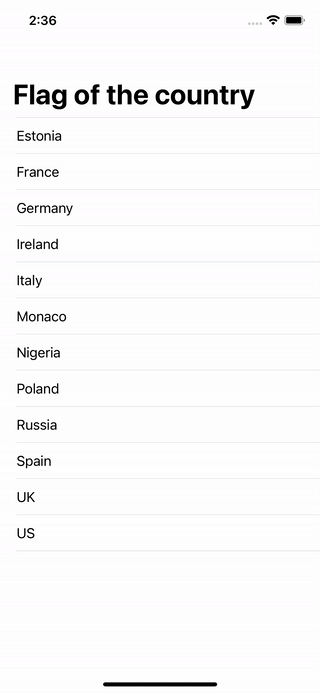 2:36
Flag of the country
Estonia
France
Germany
Ireland
Italy
Monaco
Nigeria
Poland
Russia
Spain
UK
US